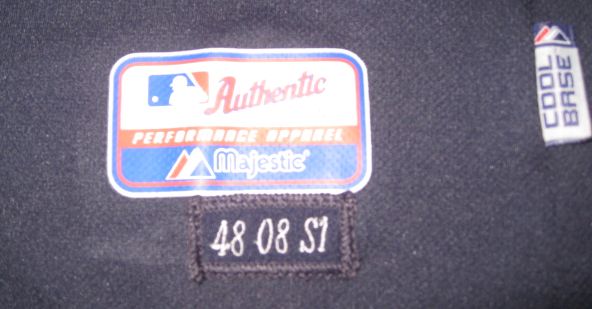 Authentic
PERFORMANCE APPAREL
Majestic®
48 08 S1
COOL
BASE